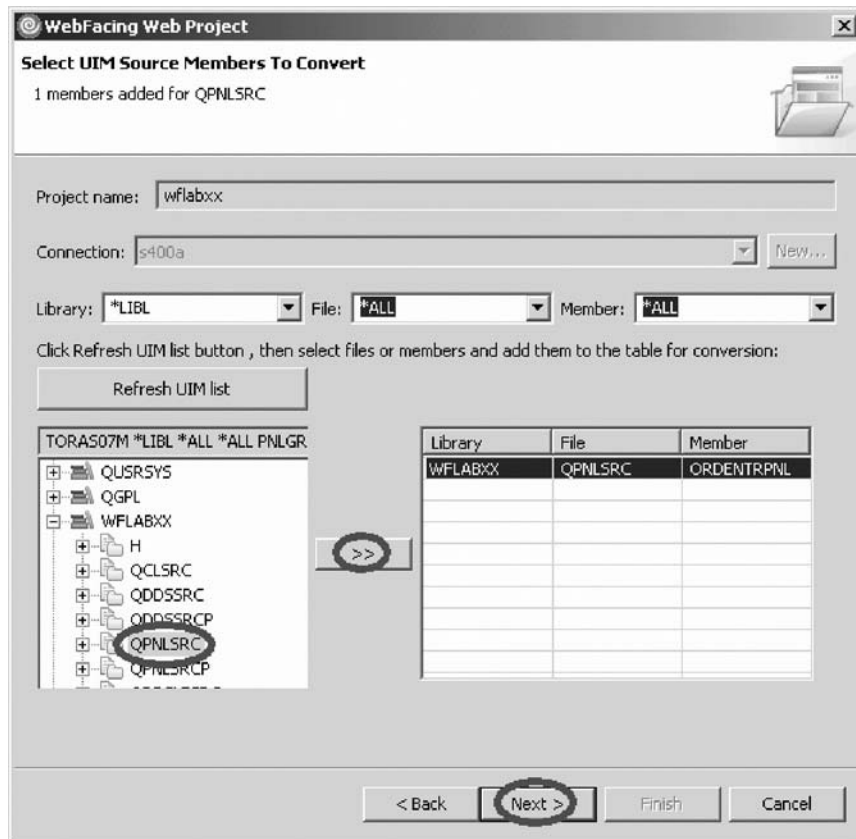 WebFacing Web Project
Select UIM Source Members To Convert
1 members added for QPNLSRC
Project name: wflabxx
Connection: s400a New...
Library: *LIBL File: *ALL Member: *ALL
Click Refresh UIM list button , then select files or members and add them to the table for conversion:
Refresh UIM list
TORAS07M *LIBL *ALL *ALL PNLGR
QUSRSYS
QGPL
WFLABXX
H
QCLSRC
QDDSSRC
QDDSSRCP
QPNLSRC
QPNLSRCP
>>
Library File Member
WFLABXX QPNLSRC ORDENTRPNL
< Back Next > Finish Cancel